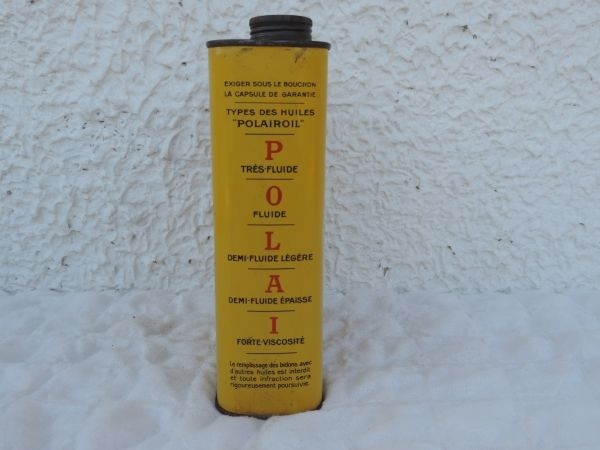 EXIGER SOUS LE BOUCHON
LA CAPSULE DE GARANTIE
TYPES DES HUILES
"POLAIROIL"
P
TRÈS-FLUIDE
O
FLUIDE
L
DEMI-FLUIDE LÉGÈRE
A
DEMI-FLUIDE ÉPAISSE
I
FORTE-VISCOSITÉ
Le remplissage des bidons avec
d'autres huiles est interdit
et toute infraction sera
rigoureusement poursuivie.